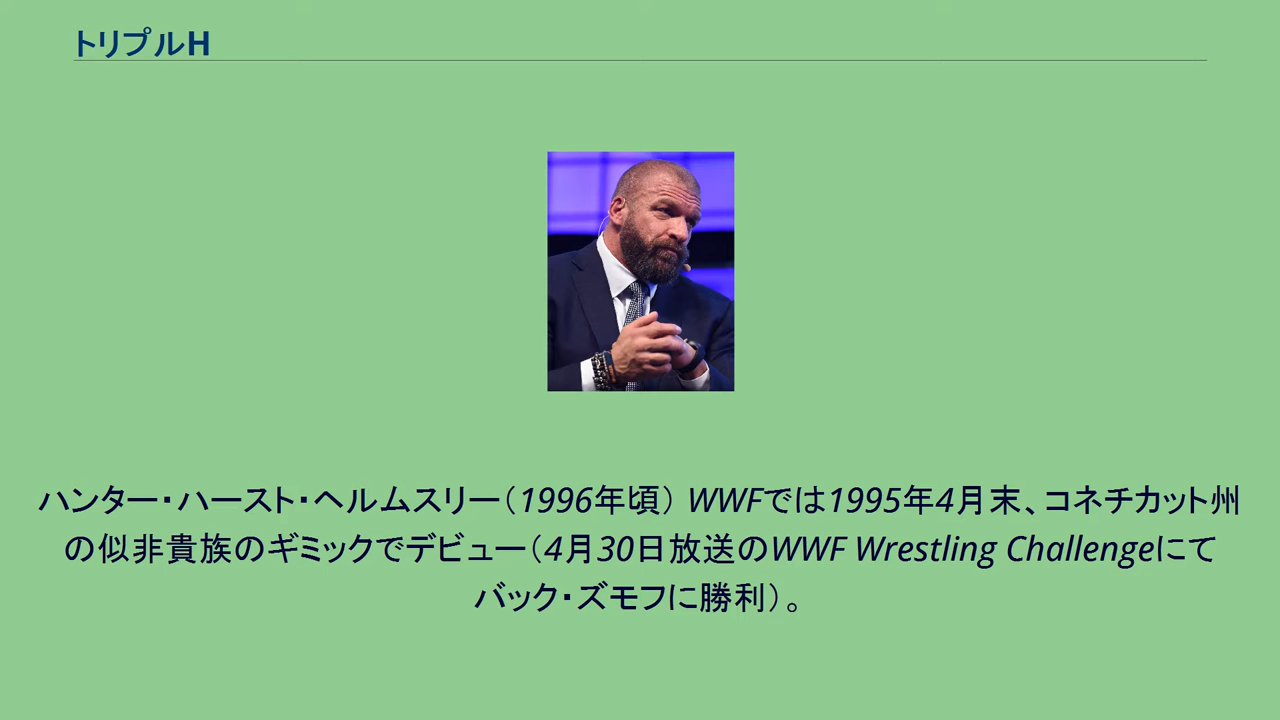 トリプルH
ハンター・ハースト・ヘルムスリー（1996年頃） WWFでは1995年4月末、コネチカット州
の似非貴族のギミックでデビュー（4月30日放送のWWF Wrestling Challengeにて
バック・ズモフに勝利）。